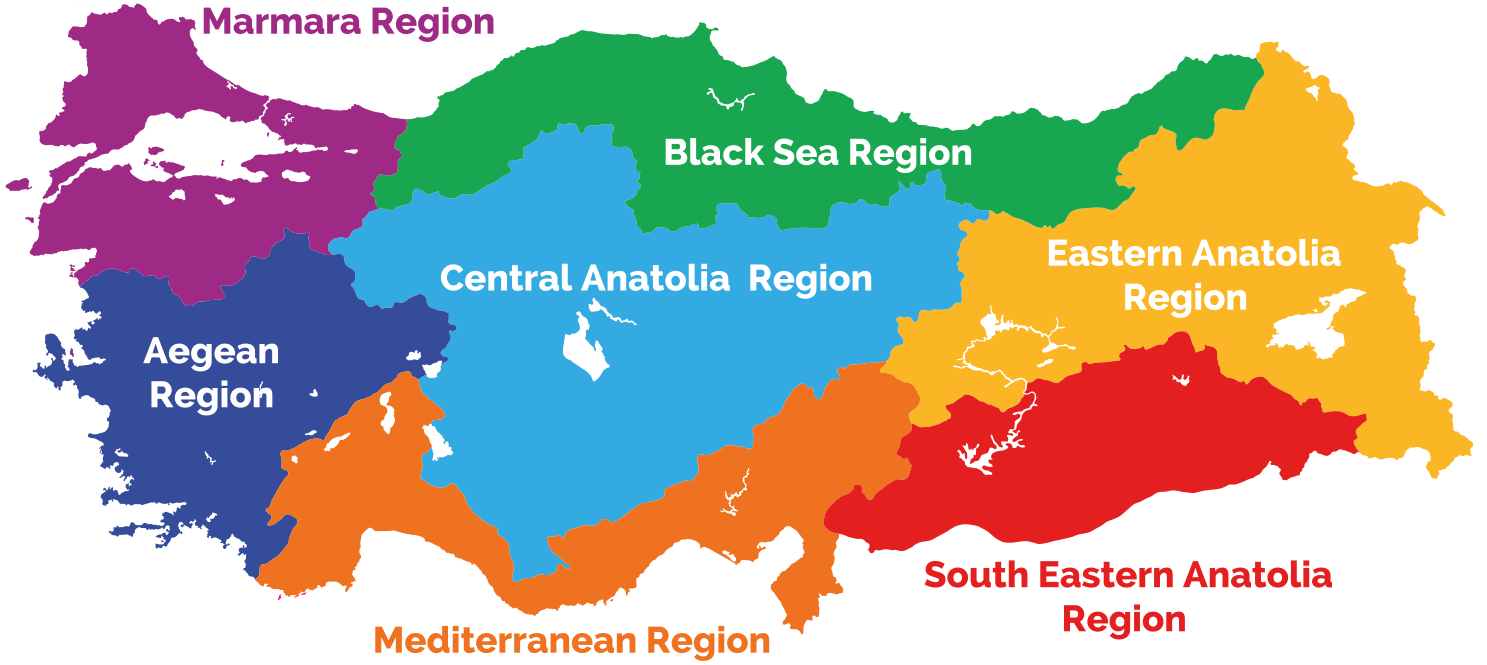 Marmara Region
Black Sea Region
Central Anatolia  Region
Eastern Anatolia
Region
Aegean
Region
South Eastern Anatolia
Region
Mediterranean Region